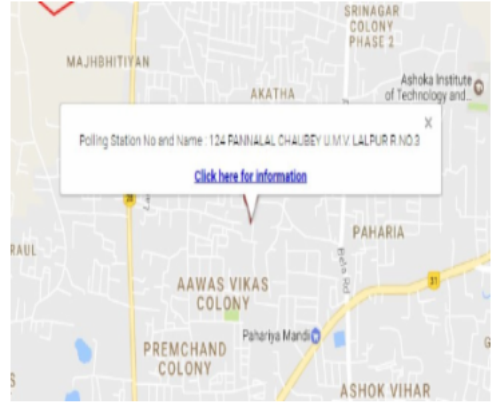 SRINAGAR
COLONY
PHASE 2
MAJHBHITIYAN
Ashoka Institute
of Technology and...
AKATHA
×
Polling Station No and Name : 124 PANNALAL CHAUBEY U.M.V. LALPUR R.NO.3
Click here for information
PAHARIA
RAUL
31
AAWAS VIKAS
COLONY
Pahariya Mandi
PREMCHAND
COLONY
ASHOK VIHAR